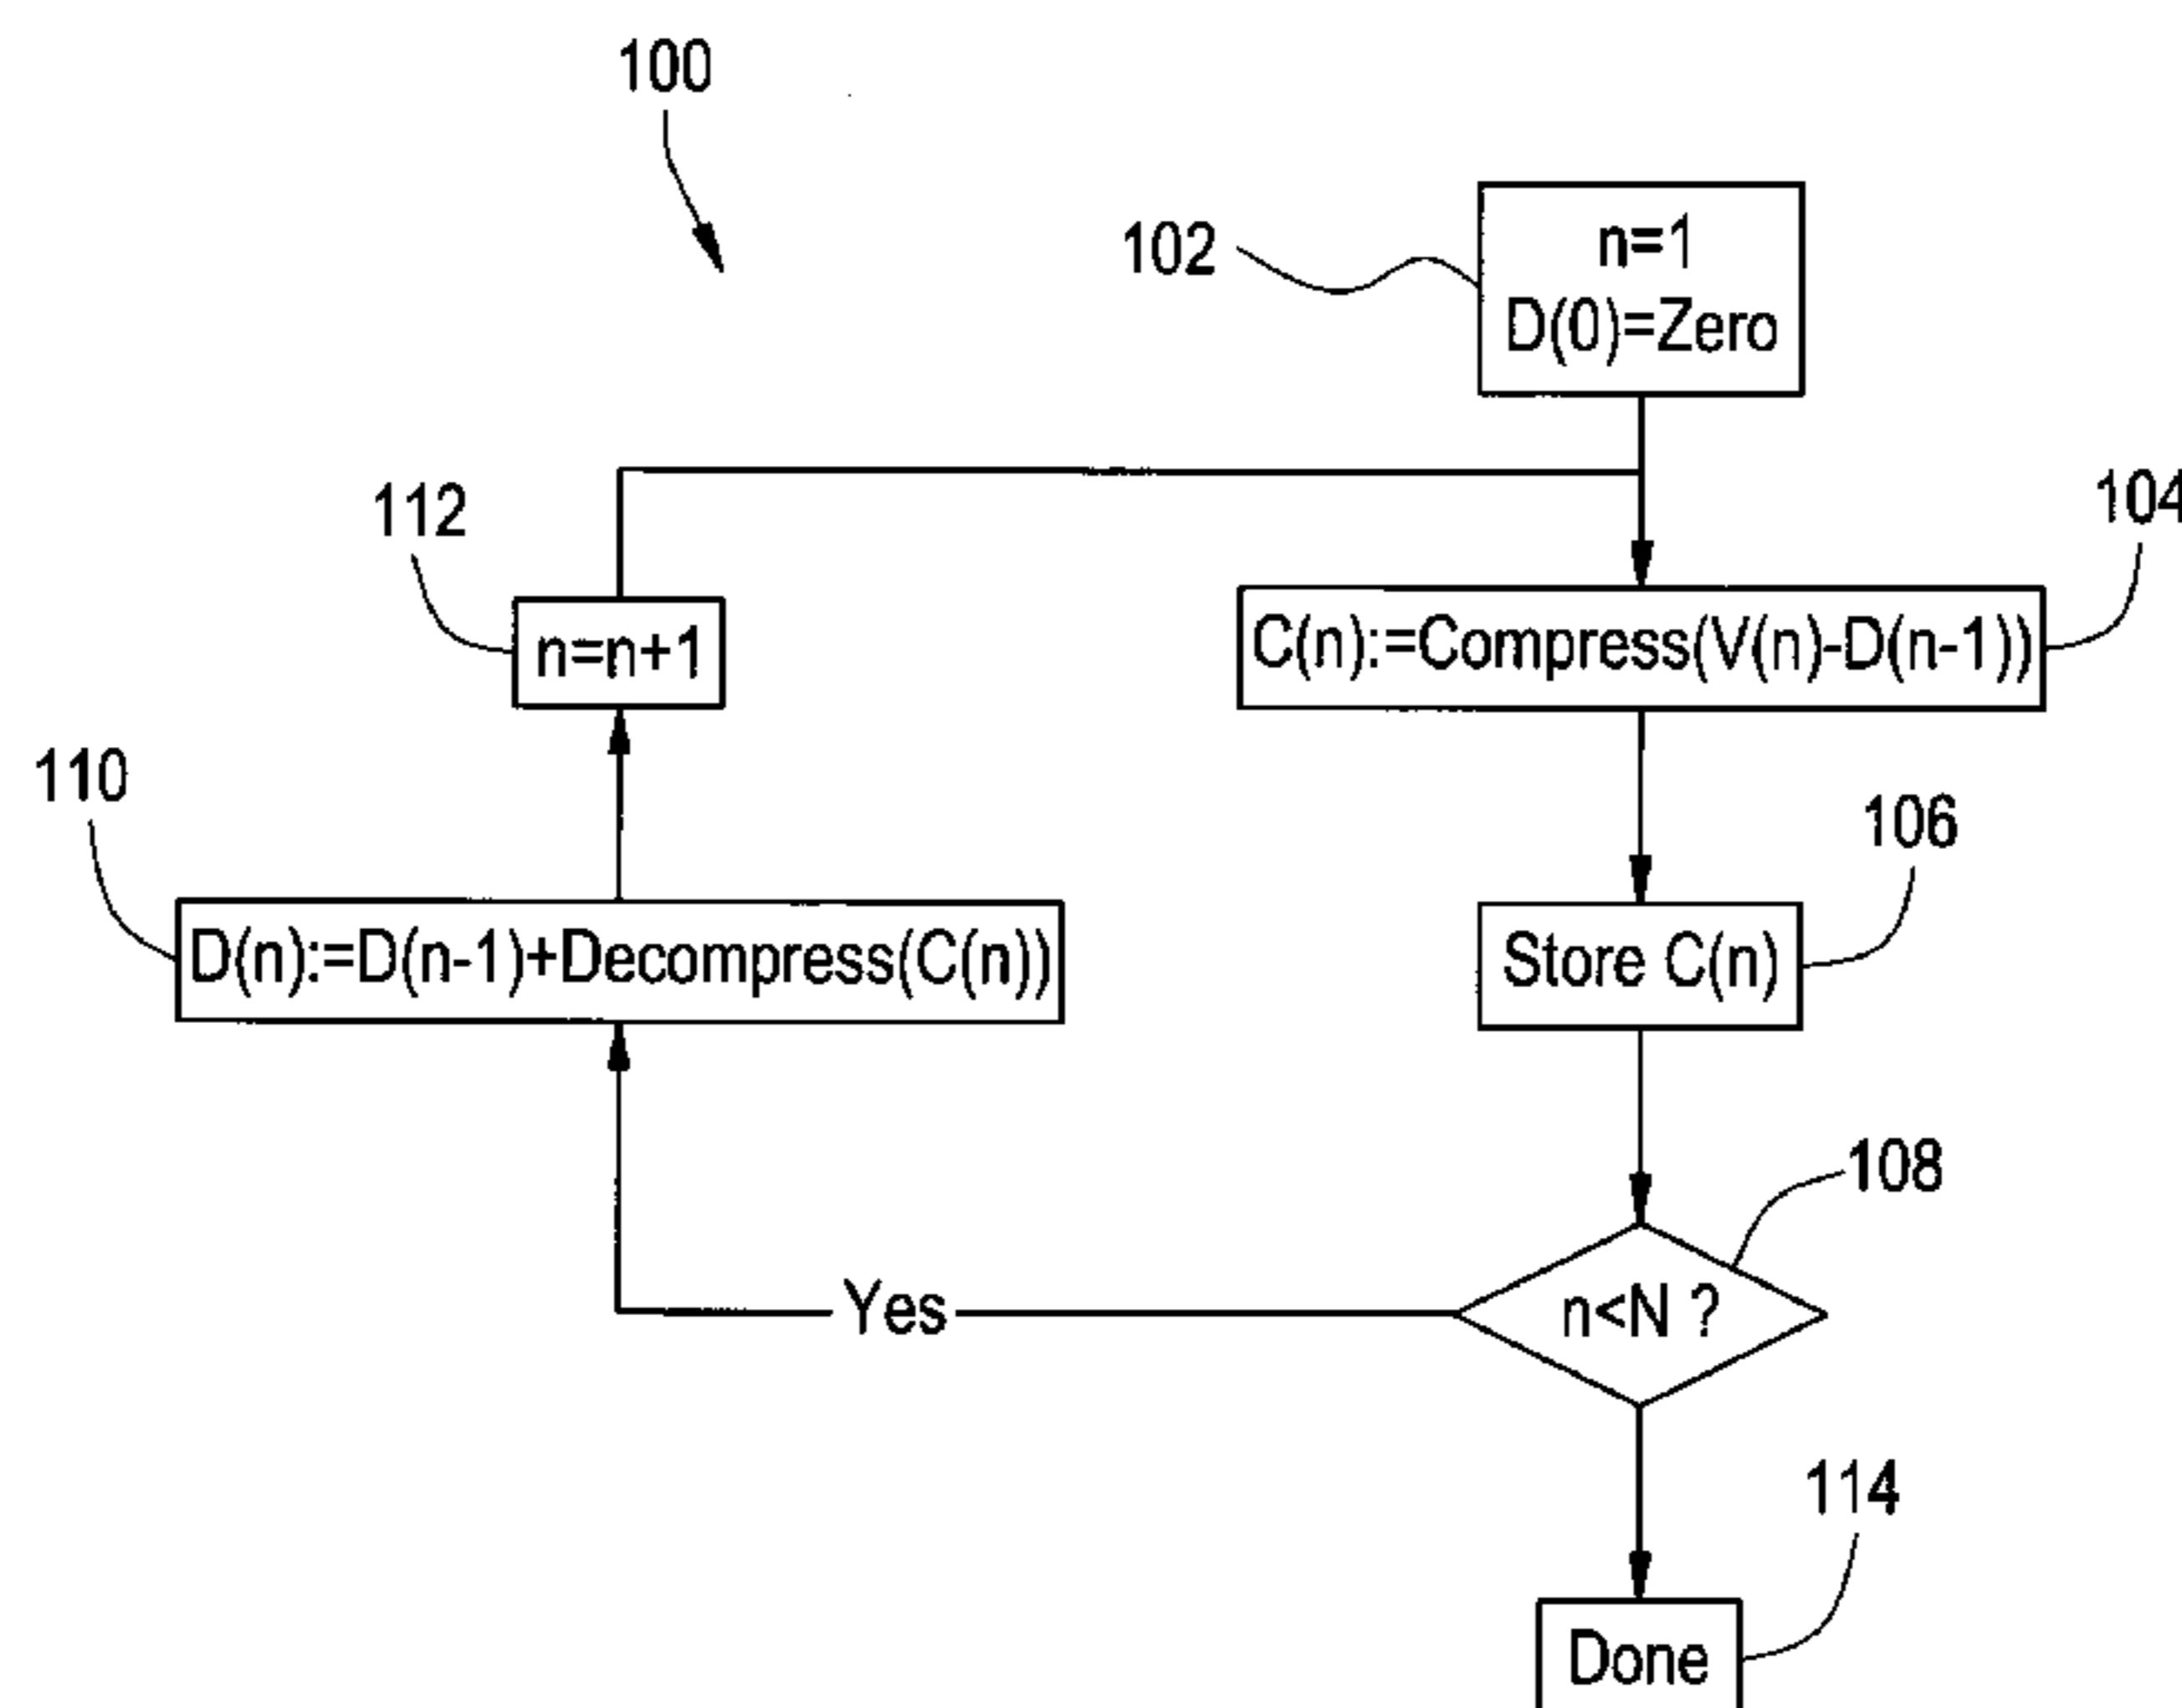 100
102
n=1
D(0)=Zero
112
104
n=n+1
C(n):=Compress(V(n)-D(n-1))
110
106
D(n):=D(n-1)+Decompress(C(n))
Store C(n)
108
Yes
n<N ?
114
Done